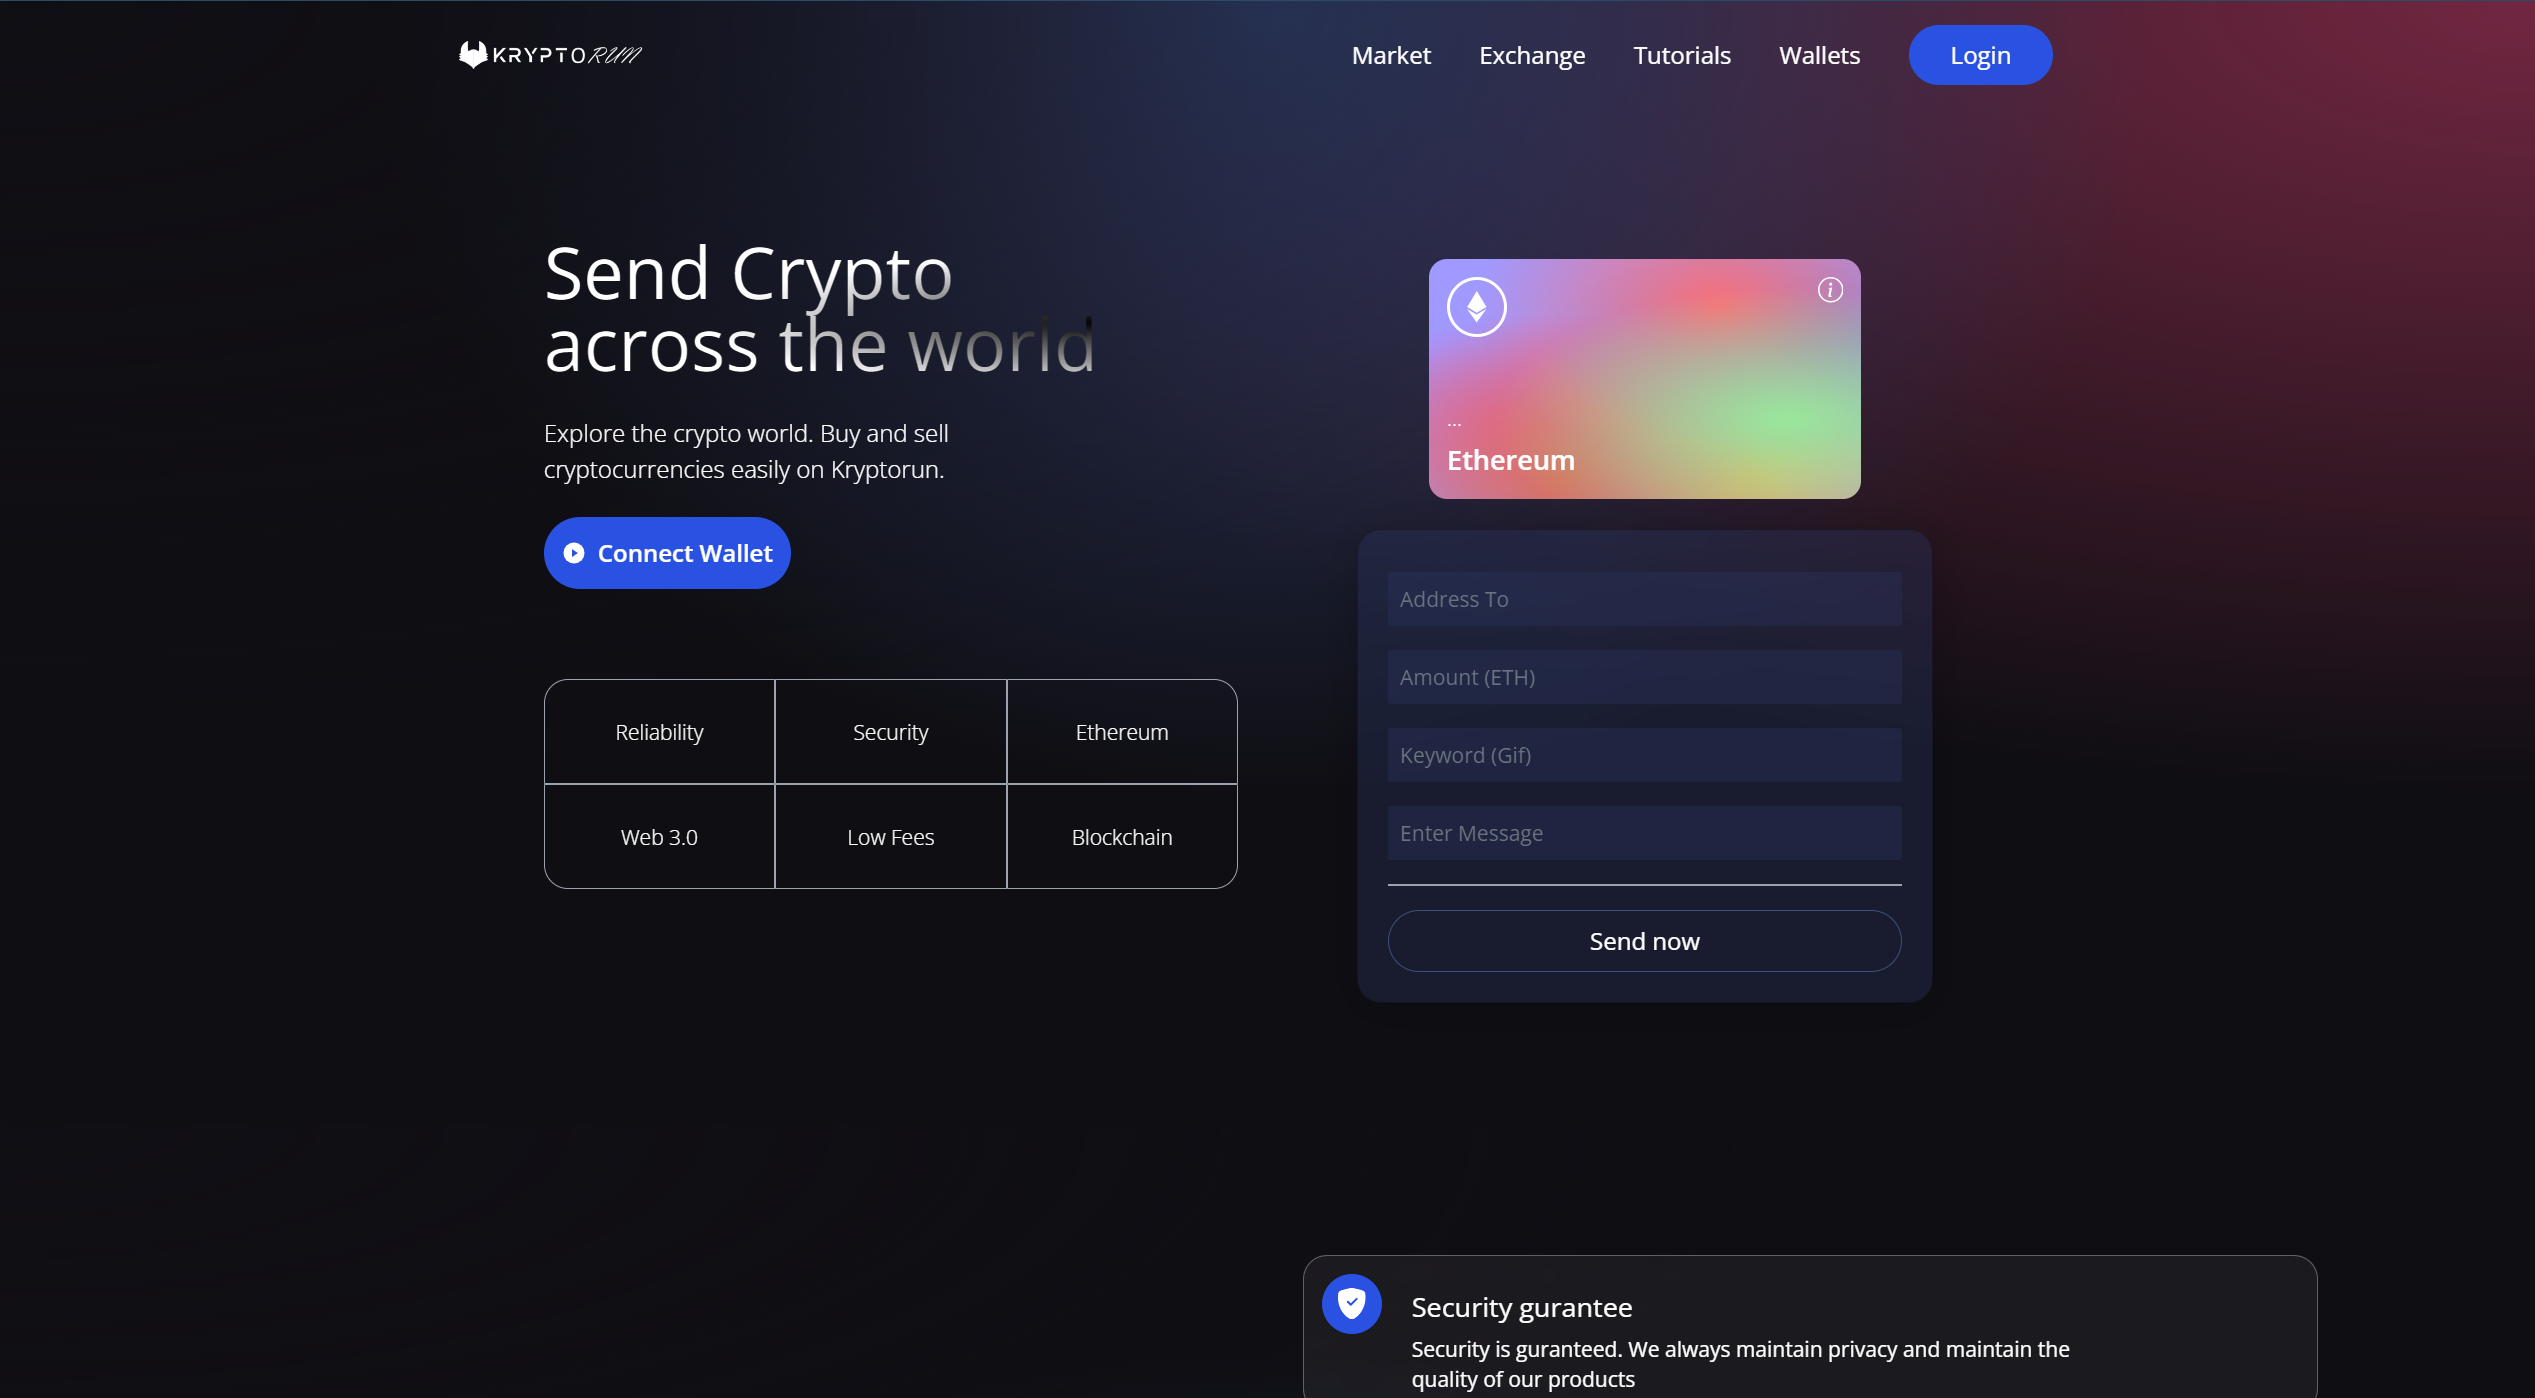 KRYPTORUN
Market
Exchange
Tutorials
Wallets
Login
Send Crypto
across the world
Explore the crypto world. Buy and sell
cryptocurrencies easily on Kryptorun.
Connect Wallet
Reliability
Security
Ethereum
Web 3.0
Low Fees
Blockchain
...
Ethereum
Address To
Amount (ETH)
Keyword (Gif)
Enter Message
Send now
Security gurantee
Security is guranteed. We always maintain privacy and maintain the
quality of our products